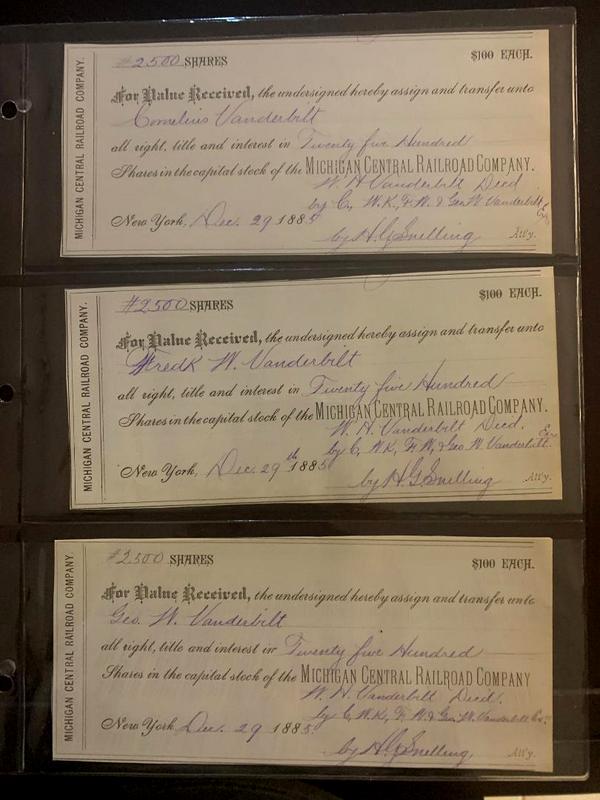 MICHIGAN CENTRAL RAILROAD COMPANY.
#2500 SHARES $100 EACH.
For Value Received, the undersigned hereby assign and transfer unto
Cornelius Vanderbilt
all right, title and interest in Twenty five Hundred
Shares in the capital stock of the MICHIGAN CENTRAL RAILROAD COMPANY.
W. H. Vanderbilt Decd
by C, W.K, F.W. & Geo W. Vanderbilt Exs
New York, Dec. 29 1885
by H. G. Snelling Att'y.
MICHIGAN CENTRAL RAILROAD COMPANY.
#2500 SHARES $100 EACH.
For Value Received, the undersigned hereby assign and transfer unto
Fredk W. Vanderbilt
all right, title and interest in Twenty five Hundred
Shares in the capital stock of the MICHIGAN CENTRAL RAILROAD COMPANY.
W. H. Vanderbilt Decd.
by C, W.K, F.W, & Geo. W. Vanderbilt Exs
New York, Dec. 29th 1885
by H. G. Snelling Att'y.
MICHIGAN CENTRAL RAILROAD COMPANY.
#2500 SHARES $100 EACH.
For Value Received, the undersigned hereby assign and transfer unto
Geo. W. Vanderbilt
all right, title and interest in Twenty five Hundred
Shares in the capital stock of the MICHIGAN CENTRAL RAILROAD COMPANY
W. H. Vanderbilt Decd.
by C, W.K, F. W. & Geo. W. Vanderbilt Exs
New York, Dec. 29 1885
by H. G. Snelling, Att'y.